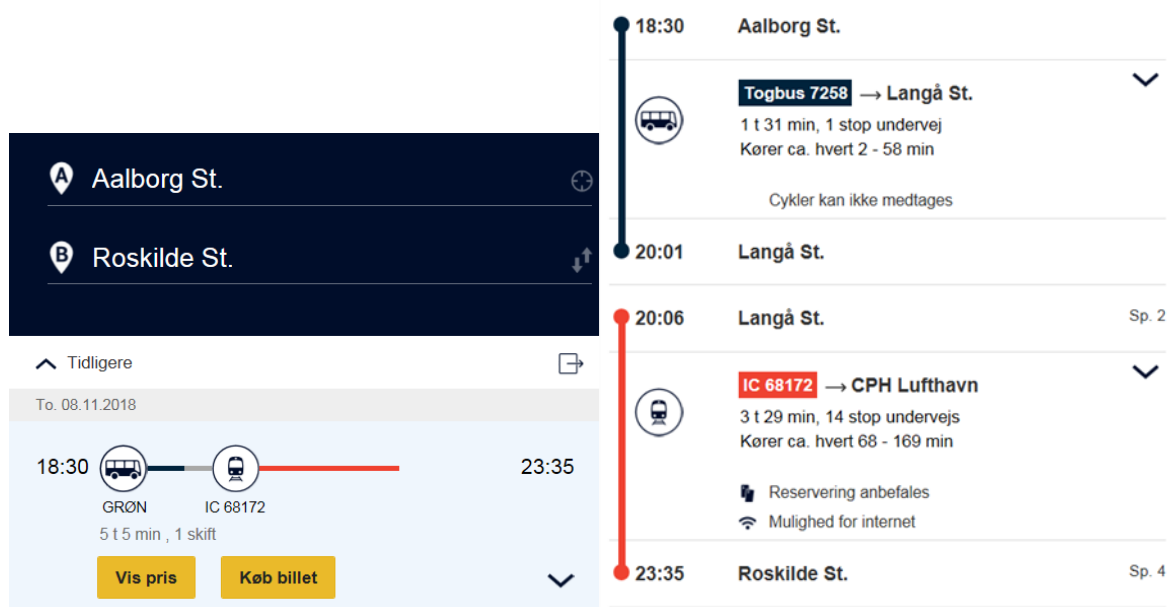 A
Aalborg St.
B
Roskilde St.
Tidligere
To. 08.11.2018
18:30
23:35
GRØN
IC 68172
5 t 5 min , 1 skift
Vis pris
Køb billet
18:30 Aalborg St.
Togbus 7258 → Langå St.
1 t 31 min, 1 stop undervej
Kører ca. hvert 2 - 58 min
Cykler kan ikke medtages
20:01 Langå St.
20:06 Langå St. Sp. 2
IC 68172 → CPH Lufthavn
3 t 29 min, 14 stop undervejs
Kører ca. hvert 68 - 169 min
Reservering anbefales
Mulighed for internet
23:35 Roskilde St. Sp. 4